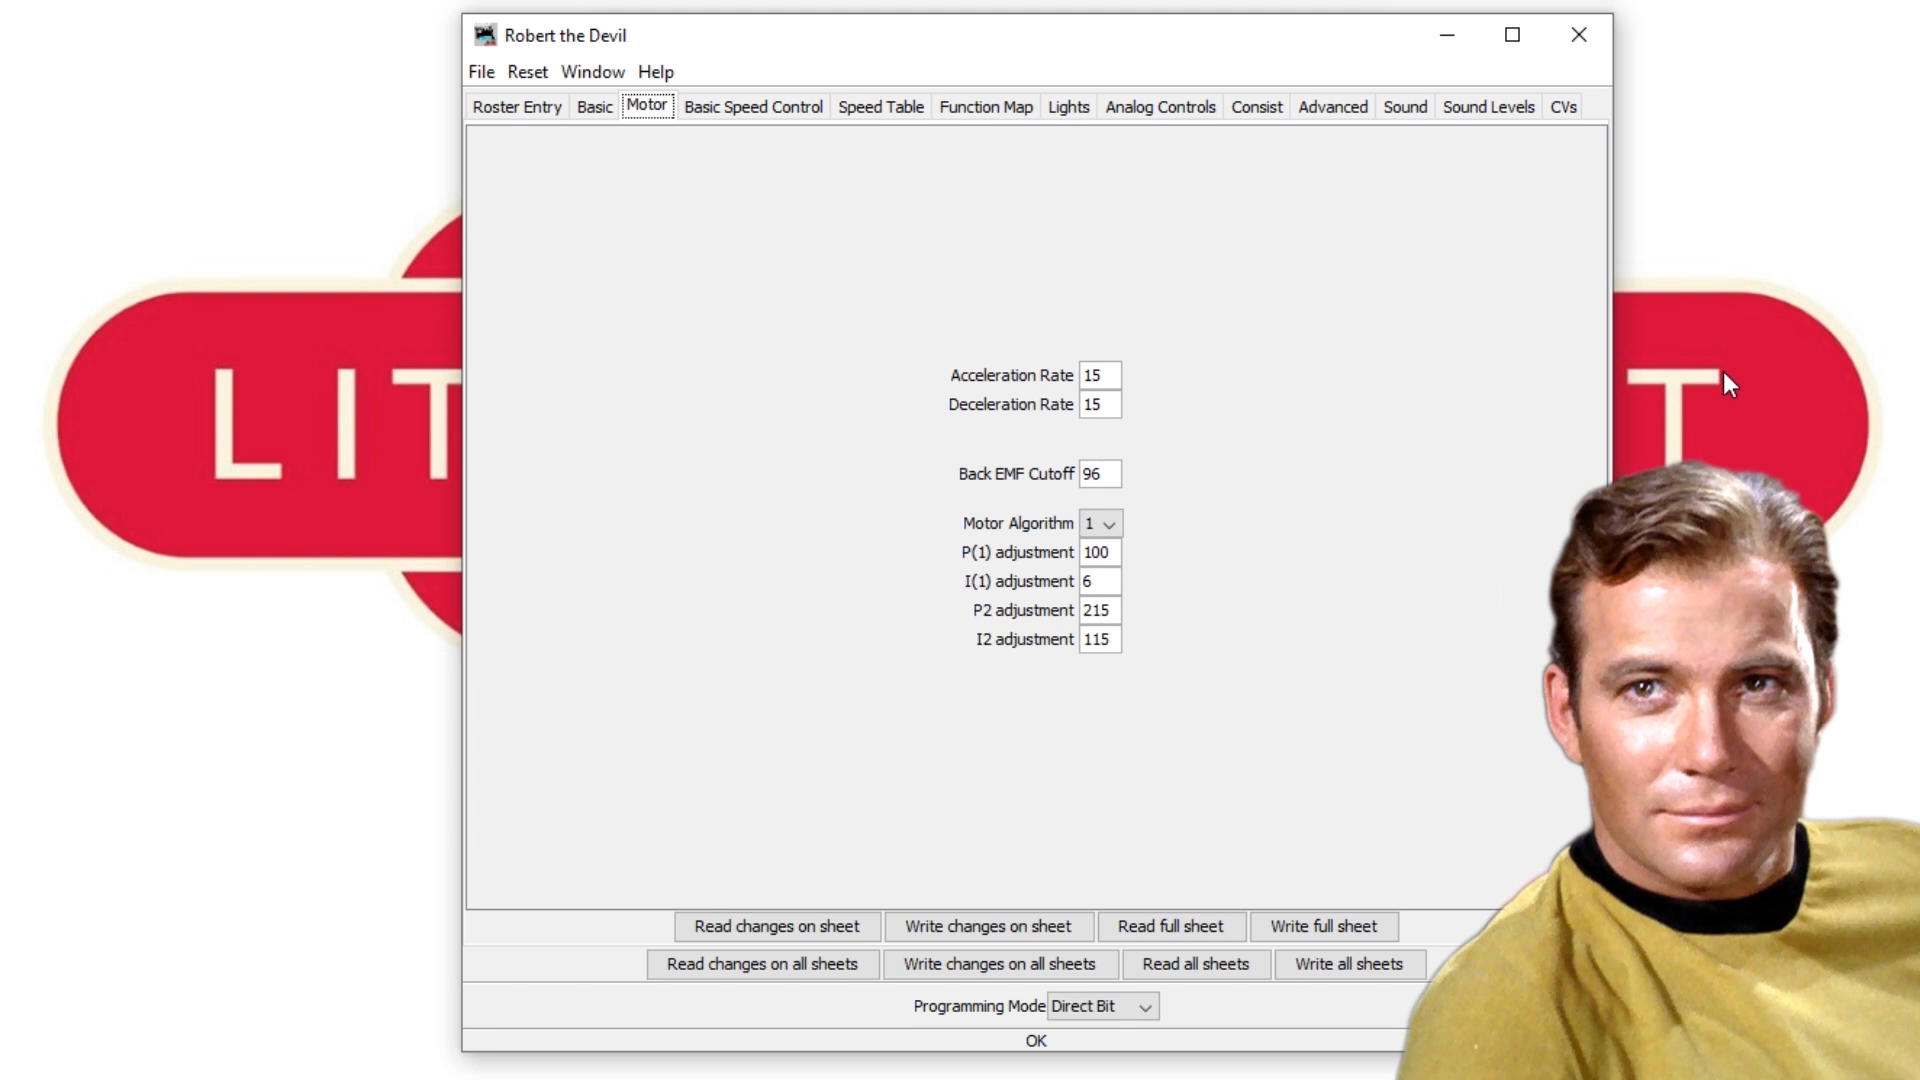 Robert the Devil
File Reset Window Help
Roster Entry Basic Motor Basic Speed Control Speed Table Function Map Lights Analog Controls Consist Advanced Sound Sound Levels CVs
LIT T
Acceleration Rate 15
Deceleration Rate 15
Back EMF Cutoff 96
Motor Algorithm 1
P(1) adjustment 100
I(1) adjustment 6
P2 adjustment 215
I2 adjustment 115
Read changes on sheet Write changes on sheet Read full sheet Write full sheet
Read changes on all sheets Write changes on all sheets Read all sheets Write all sheets
Programming Mode Direct Bit
OK